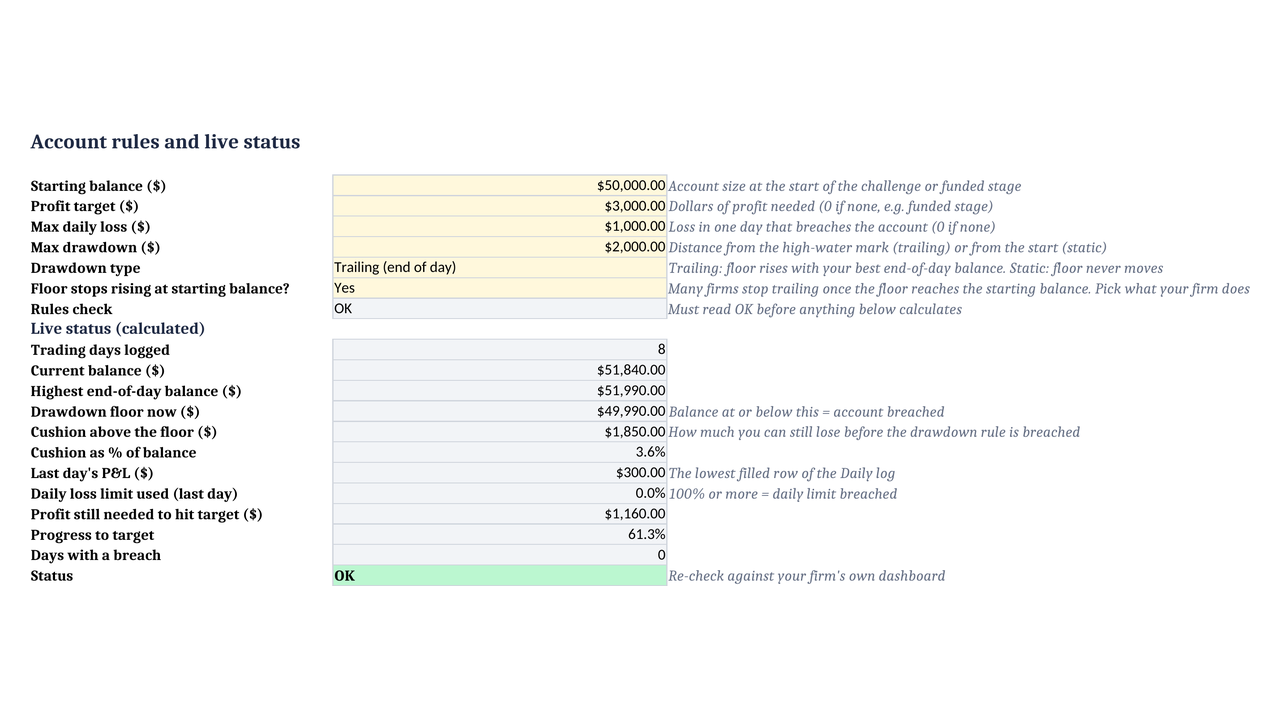 Account rules and live status
Starting balance ($) $50,000.00 Account size at the start of the challenge or funded stage
Profit target ($) $3,000.00 Dollars of profit needed (0 if none, e.g. funded stage)
Max daily loss ($) $1,000.00 Loss in one day that breaches the account (0 if none)
Max drawdown ($) $2,000.00 Distance from the high-water mark (trailing) or from the start (static)
Drawdown type Trailing (end of day) Trailing: floor rises with your best end-of-day balance. Static: floor never moves
Floor stops rising at starting balance? Yes Many firms stop trailing once the floor reaches the starting balance. Pick what your firm does
Rules check OK Must read OK before anything below calculates
Live status (calculated)
Trading days logged 8
Current balance ($) $51,840.00
Highest end-of-day balance ($) $51,990.00
Drawdown floor now ($) $49,990.00 Balance at or below this = account breached
Cushion above the floor ($) $1,850.00 How much you can still lose before the drawdown rule is breached
Cushion as % of balance 3.6%
Last day's P&L ($) $300.00 The lowest filled row of the Daily log
Daily loss limit used (last day) 0.0% 100% or more = daily limit breached
Profit still needed to hit target ($) $1,160.00
Progress to target 61.3%
Days with a breach 0
Status OK Re-check against your firm's own dashboard